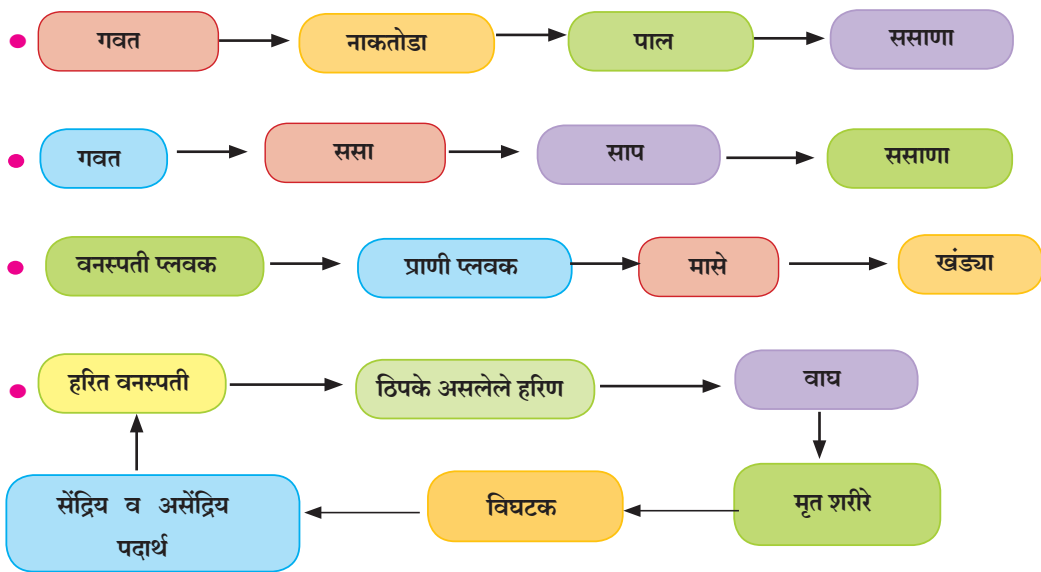 गवत नाकतोडा पाल ससाणा
गवत ससा साप ससाणा
वनस्पती प्लवक प्राणी प्लवक मासे खंड्या
हरित वनस्पती ठिपके असलेले हरिण वाघ
सेंद्रिय व असेंद्रिय
पदार्थ
विघटक
मृत शरीरे